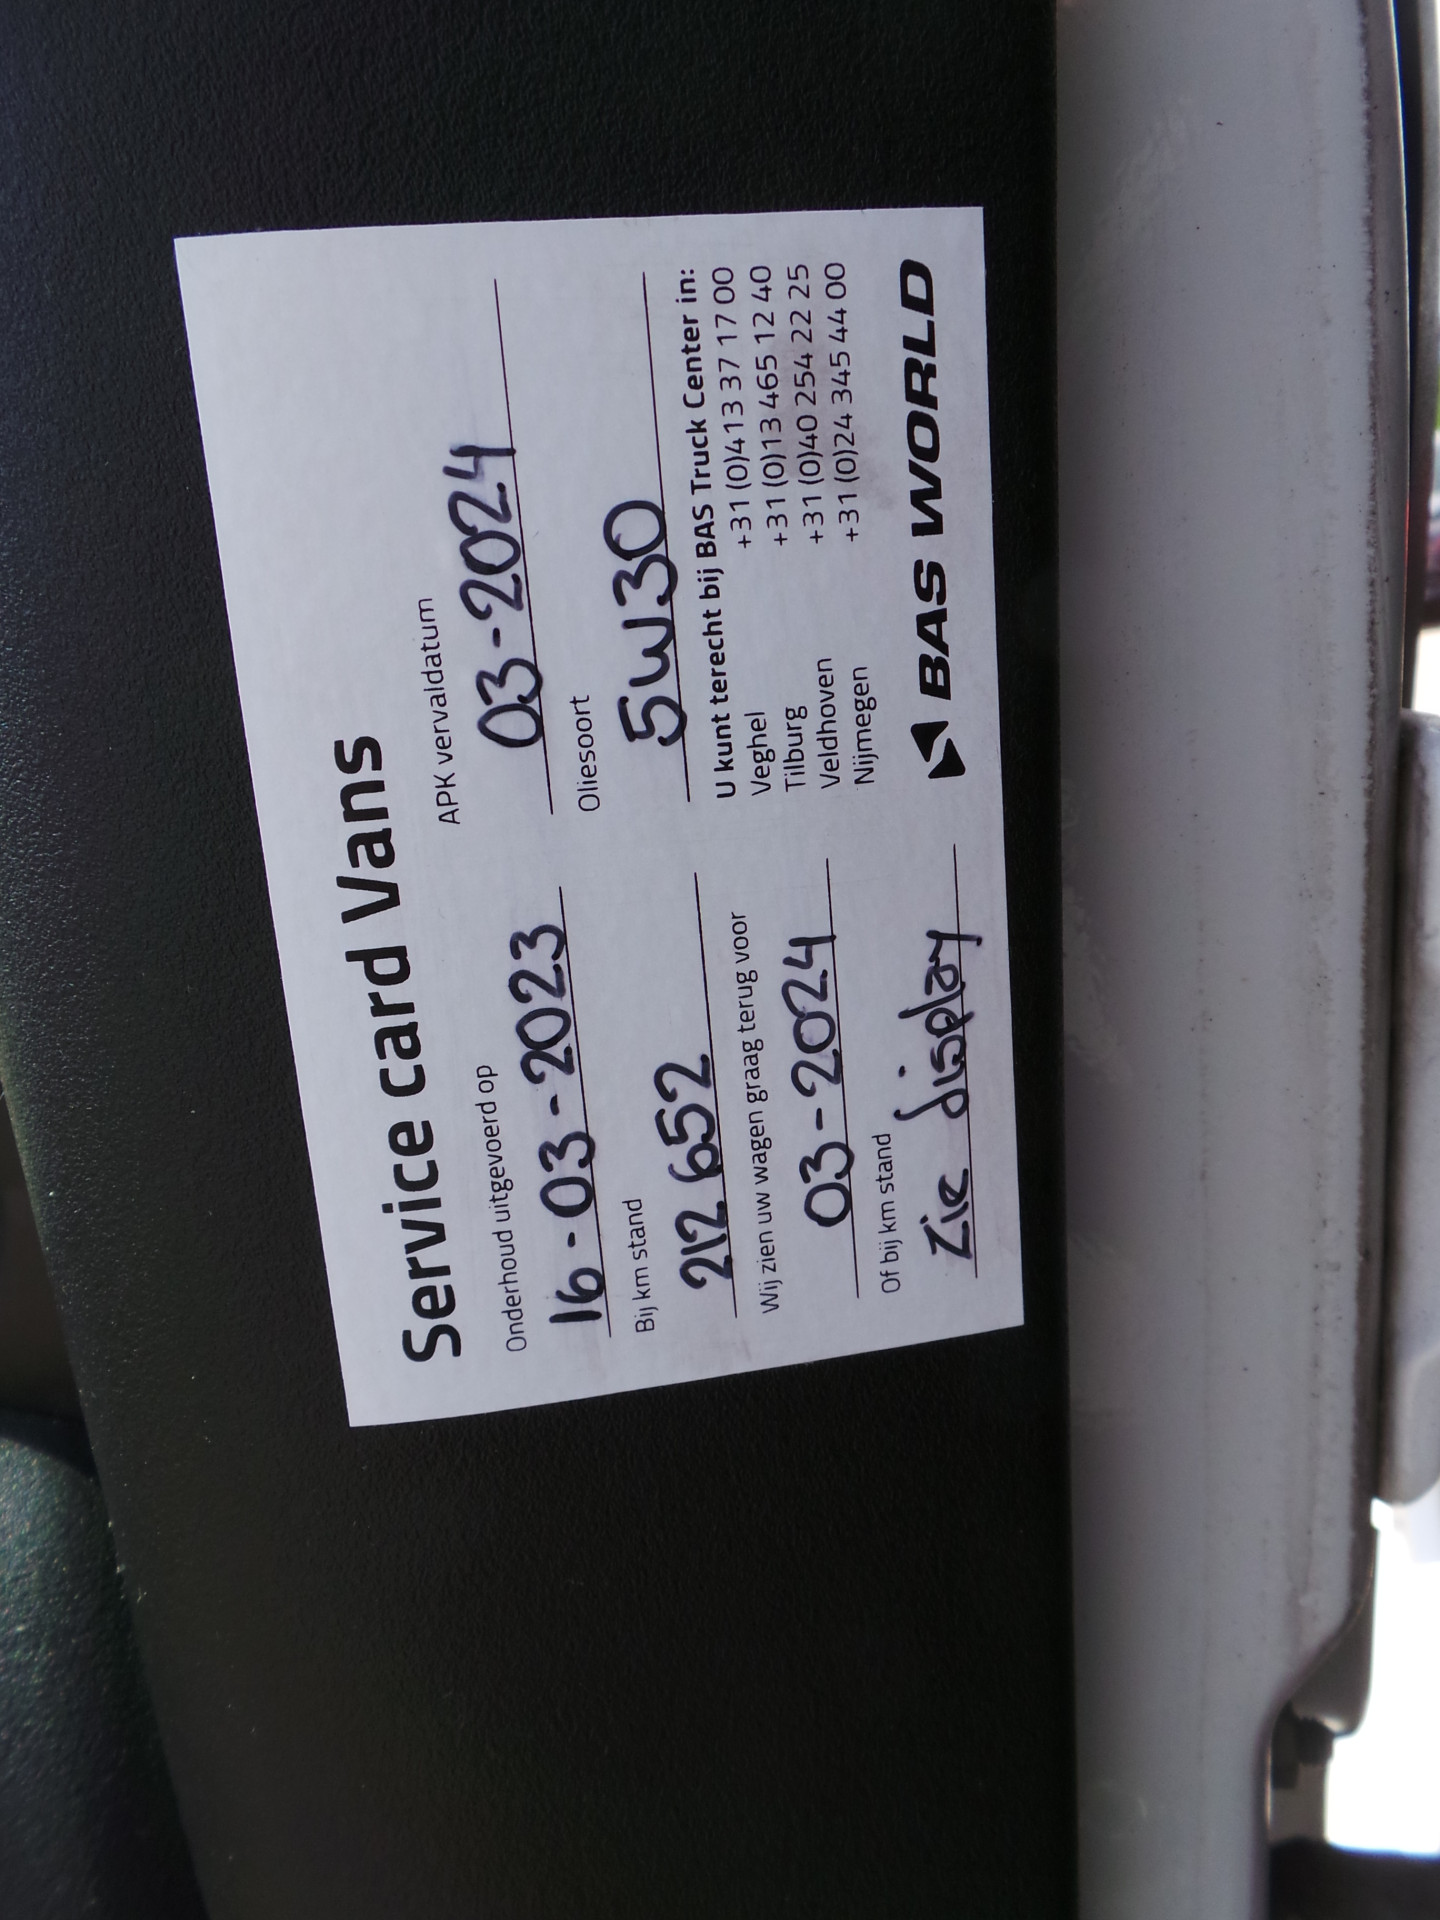 Service card Vans
Onderhoud uitgevoerd op
16-03-2023
Bij km stand
212 652
Wij zien uw wagen graag terug voor
03-2024
Of bij km stand
Zie display
APK vervaldatum
03-2024
Oliesoort
5W30
U kunt terecht bij BAS Truck Center in:
Veghel +31 (0)413 37 17 00
Tilburg +31 (0)13 465 12 40
Veldhoven +31 (0)40 254 22 25
Nijmegen +31 (0)24 345 44 00
BAS WORLD